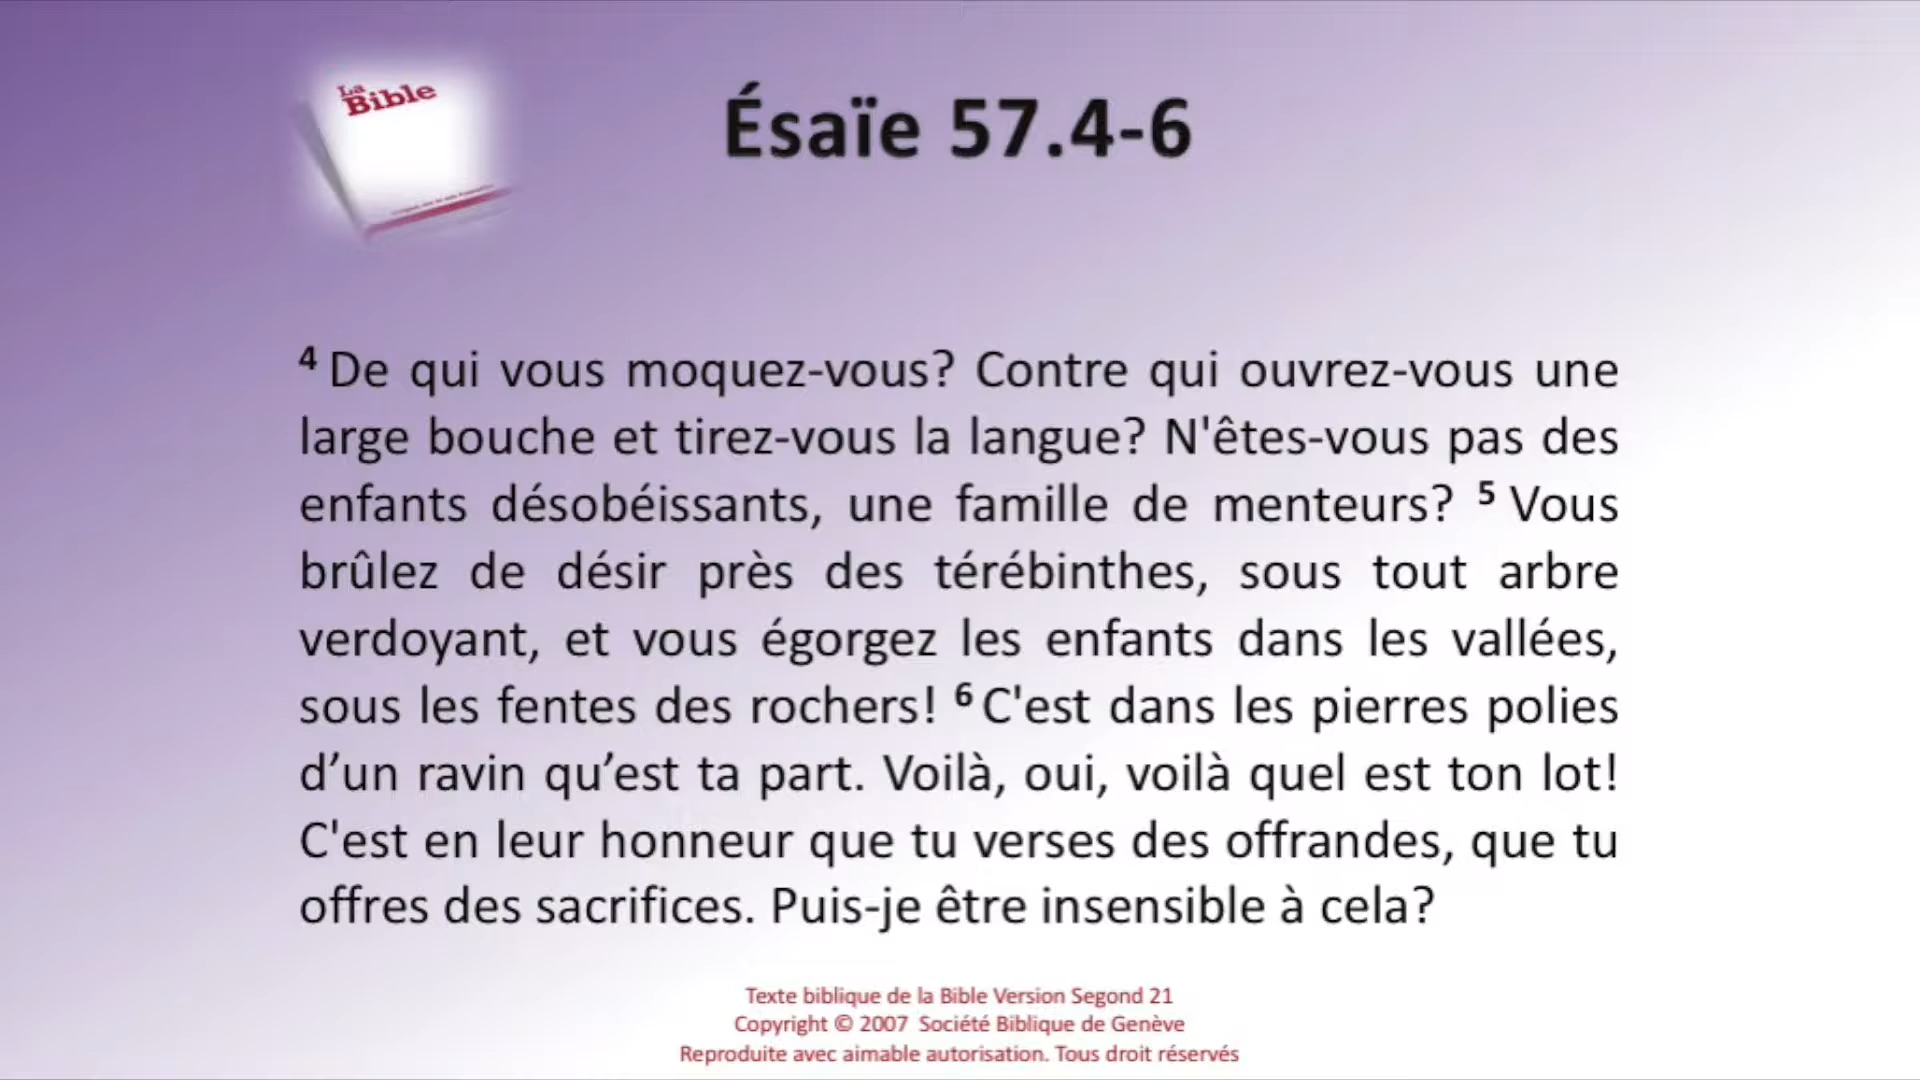 La
Bible
Ésaïe 57.4-6
4 De qui vous moquez-vous? Contre qui ouvrez-vous une
large bouche et tirez-vous la langue? N'êtes-vous pas des
enfants désobéissants, une famille de menteurs? 5 Vous
brûlez de désir près des térébinthes, sous tout arbre
verdoyant, et vous égorgez les enfants dans les vallées,
sous les fentes des rochers! 6 C'est dans les pierres polies
d’un ravin qu’est ta part. Voilà, oui, voilà quel est ton lot!
C'est en leur honneur que tu verses des offrandes, que tu
offres des sacrifices. Puis-je être insensible à cela?
Texte biblique de la Bible Version Segond 21
Copyright © 2007 Société Biblique de Genève
Reproduite avec aimable autorisation. Tous droit réservés